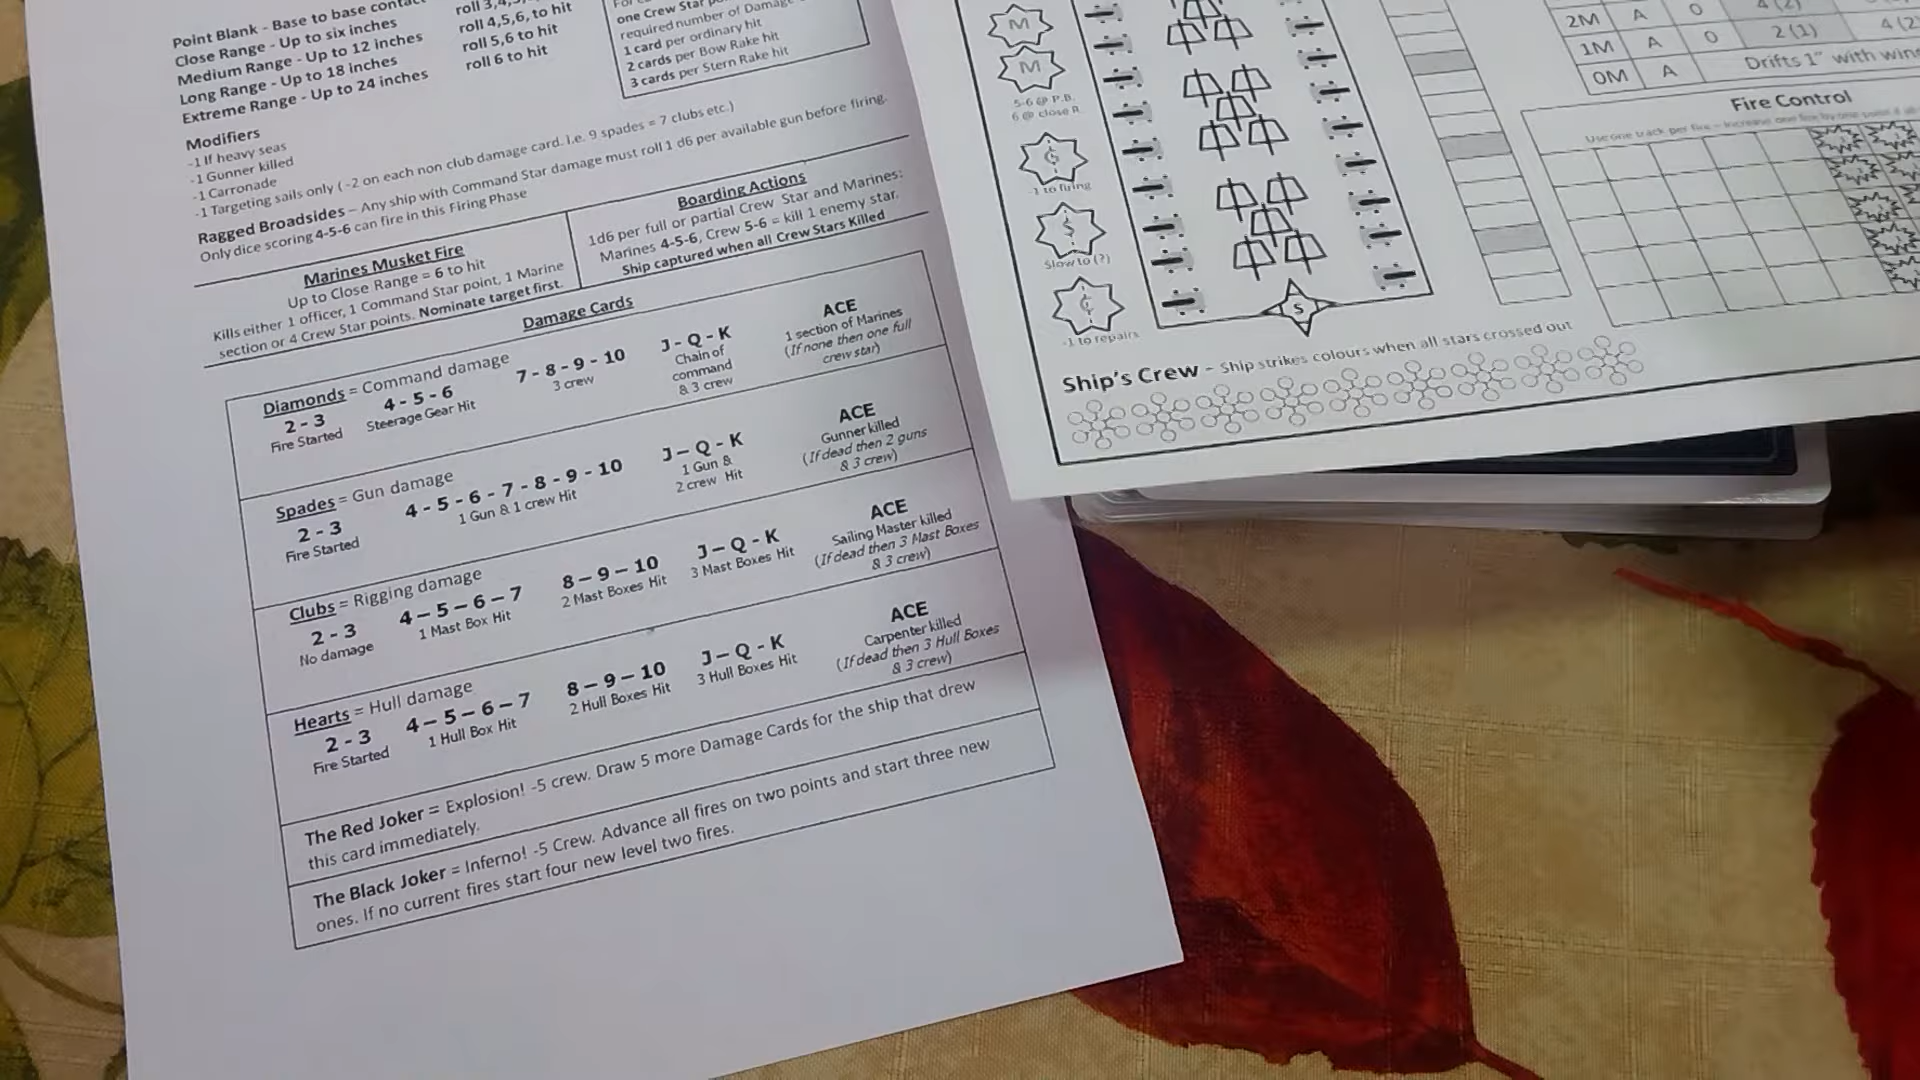 Point Blank - Base to base contact
Close Range - Up to six inches
Medium Range - Up to 12 inches
Long Range - Up to 18 inches
Extreme Range - Up to 24 inches
roll 4,5,6, to hit
roll 5,6 to hit
roll 6 to hit
one Crew Star
required number of Damage
1 card per ordinary hit
2 cards per Bow Rake hit
3 cards per Stern Rake hit
Modifiers
-1 If heavy seas
-1 Gunner killed
-1 Carronade
-1 Targeting sails only ( -2 on each non club damage card. i.e. 9 spades = 7 clubs etc.)
Ragged Broadsides – Any ship with Command Star damage must roll 1 d6 per available gun before firing.
Only dice scoring 4-5-6 can fire in this Firing Phase
Marines Musket Fire
Up to Close Range = 6 to hit
Kills either 1 officer, 1 Command Star point, 1 Marine
section or 4 Crew Star points. Nominate target first.
Boarding Actions
1d6 per full or partial Crew Star and Marines:
Marines 4-5-6, Crew 5-6 = kill 1 enemy star.
Ship captured when all Crew Stars Killed
Damage Cards
Diamonds = Command damage
2 - 3
Fire Started
4 - 5 - 6
Steerage Gear Hit
7 - 8 - 9 - 10
3 crew
J - Q - K
Chain of
command
& 3 crew
ACE
1 section of Marines
(If none then one full
crew star)
Spades = Gun damage
2 - 3
Fire Started
4 - 5 - 6 - 7 - 8 - 9 - 10
1 Gun & 1 crew Hit
J – Q - K
1 Gun &
2 crew Hit
ACE
Gunner killed
(If dead then 2 guns
& 3 crew)
Clubs = Rigging damage
2 - 3
No damage
4 – 5 – 6 – 7
1 Mast Box Hit
8 – 9 – 10
2 Mast Boxes Hit
J – Q - K
3 Mast Boxes Hit
ACE
Sailing Master killed
(If dead then 3 Mast Boxes
& 3 crew)
Hearts = Hull damage
2 - 3
Fire Started
4 – 5 – 6 – 7
1 Hull Box Hit
8 – 9 – 10
2 Hull Boxes Hit
J – Q - K
3 Hull Boxes Hit
ACE
Carpenter killed
(If dead then 3 Hull Boxes
& 3 crew)
The Red Joker = Explosion! -5 crew. Draw 5 more Damage Cards for the ship that drew
this card immediately.
The Black Joker = Inferno! -5 Crew. Advance all fires on two points and start three new
ones. If no current fires start four new level two fires.
M
M
5-6 @ P.B.
6 @ close R.
-1 to firing
$
Slow to (?)
-1 to repairs
S
Ship's Crew – Ship strikes colours when all stars crossed out
2M A 0 4 (2)
1M A 0 2 (1)
0M A Drifts 1" with
Fire Control
Use one track per fire –